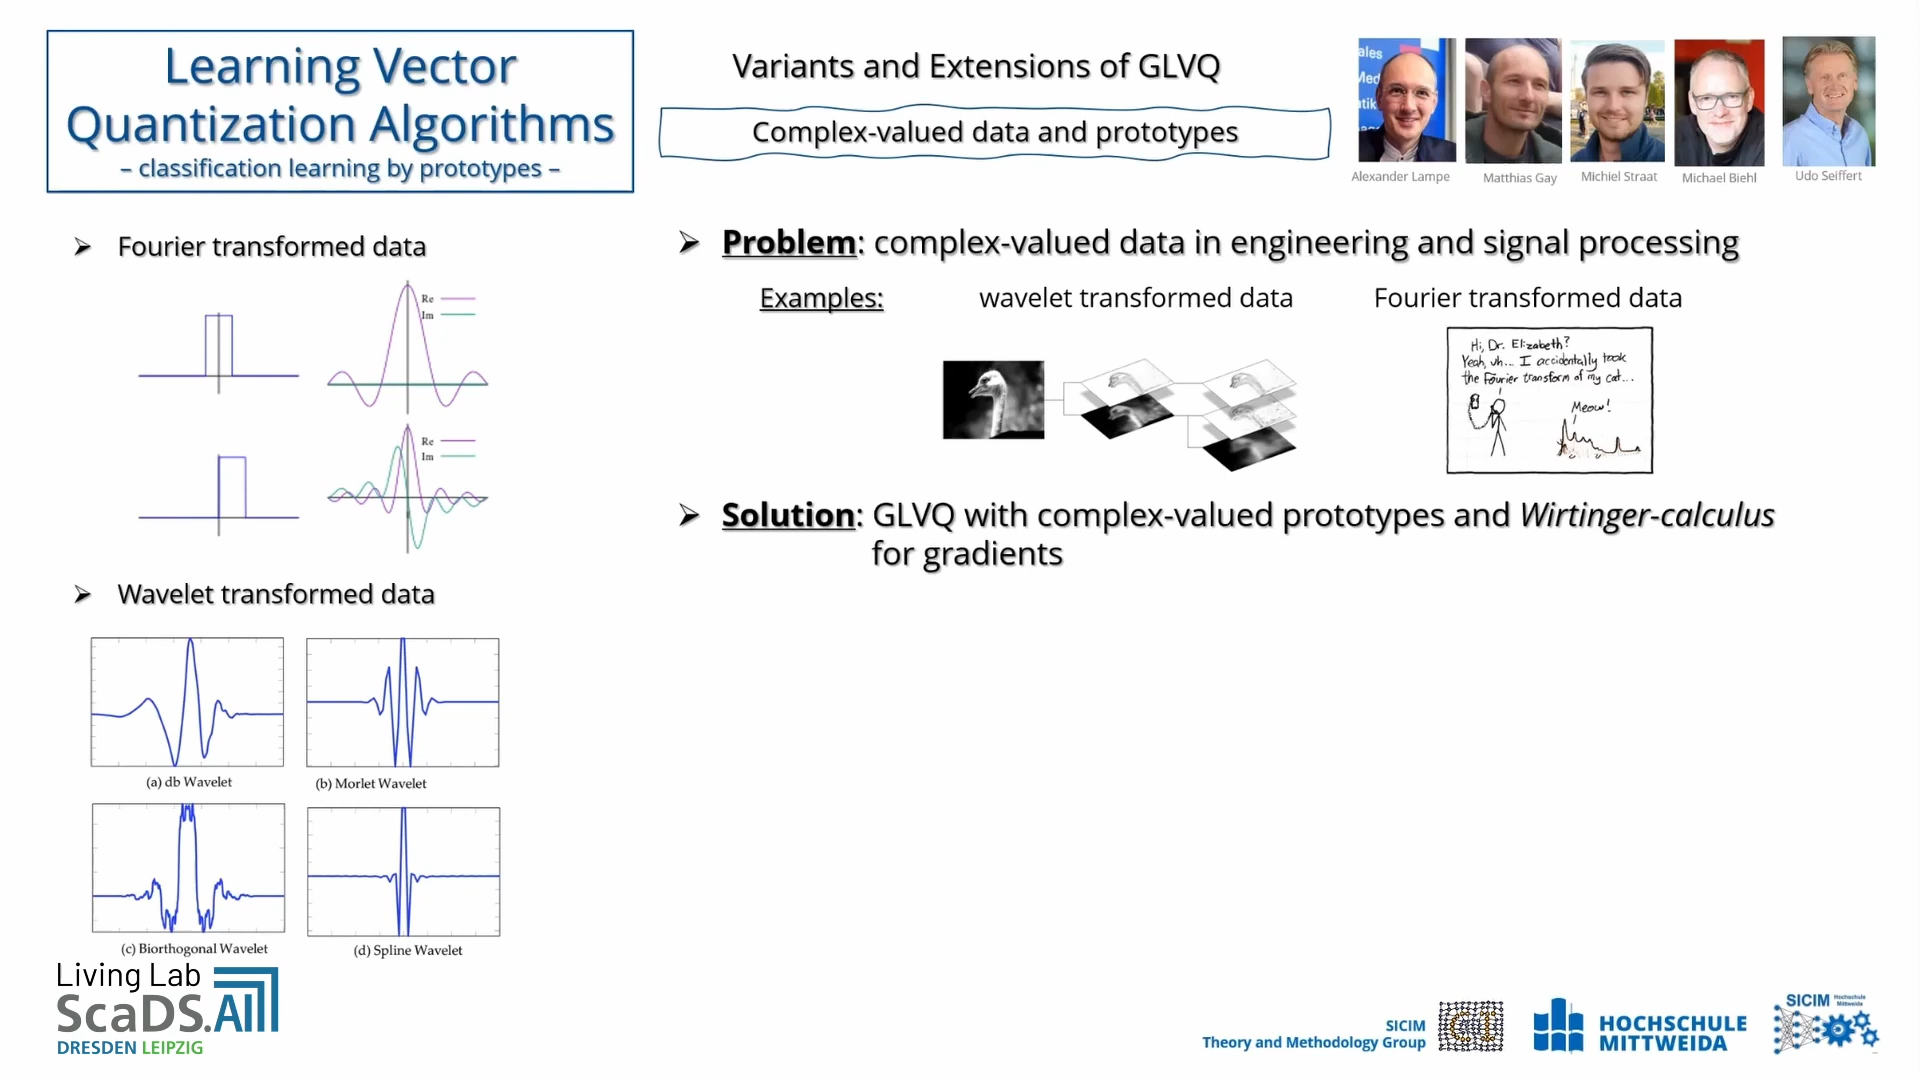 Learning Vector
Quantization Algorithms
– classification learning by prototypes –
Variants and Extensions of GLVQ
Complex-valued data and prototypes
Alexander Lampe
Matthias Gay
Michiel Straat
Michael Biehl
Udo Seiffert
➢ Fourier transformed data
Re
Im
Re
Im
➢ Wavelet transformed data
(a) db Wavelet
(b) Morlet Wavelet
(c) Biorthogonal Wavelet
(d) Spline Wavelet
➢ Problem: complex-valued data in engineering and signal processing
Examples:
wavelet transformed data
Fourier transformed data
Hi, Dr. Elizabeth?
Yeah, uh... I accidentally took
the Fourier transform of my cat...
Meow!
➢ Solution: GLVQ with complex-valued prototypes and Wirtinger-calculus
for gradients
Living Lab
ScaDS.AI
DRESDEN LEIPZIG
SICIM
Theory and Methodology Group
HOCHSCHULE
MITTWEIDA
SICIM Hochschule
Mittweida